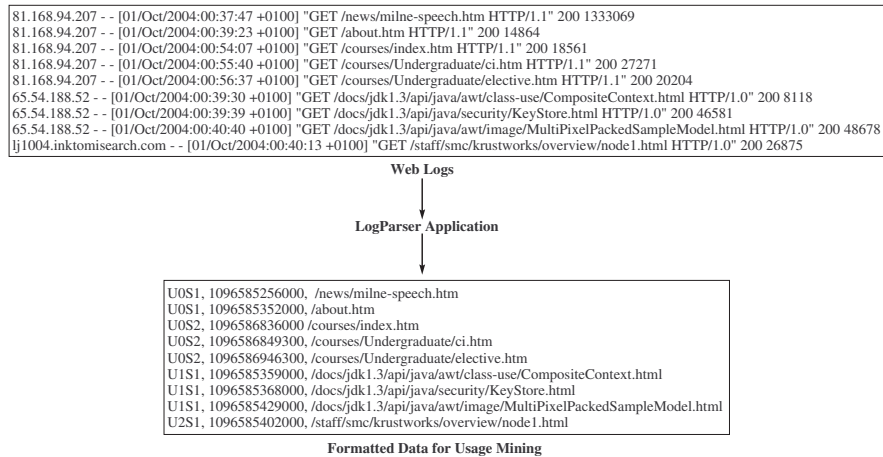 81.168.94.207 - - [01/Oct/2004:00:37:47 +0100] "GET /news/milne-speech.htm HTTP/1.1" 200 1333069
81.168.94.207 - - [01/Oct/2004:00:39:23 +0100] "GET /about.htm HTTP/1.1" 200 14864
81.168.94.207 - - [01/Oct/2004:00:54:07 +0100] "GET /courses/index.htm HTTP/1.1" 200 18561
81.168.94.207 - - [01/Oct/2004:00:55:40 +0100] "GET /courses/Undergraduate/ci.htm HTTP/1.1" 200 27271
81.168.94.207 - - [01/Oct/2004:00:56:37 +0100] "GET /courses/Undergraduate/elective.htm HTTP/1.1" 200 20204
65.54.188.52 - - [01/Oct/2004:00:39:30 +0100] "GET /docs/jdk1.3/api/java/awt/class-use/CompositeContext.html HTTP/1.0" 200 8118
65.54.188.52 - - [01/Oct/2004:00:39:39 +0100] "GET /docs/jdk1.3/api/java/security/KeyStore.html HTTP/1.0" 200 46581
65.54.188.52 - - [01/Oct/2004:00:40:40 +0100] "GET /docs/jdk1.3/api/java/awt/image/MultiPixelPackedSampleModel.html HTTP/1.0" 200 48678
lj1004.inktomisearch.com - - [01/Oct/2004:00:40:13 +0100] "GET /staff/smc/krustworks/overview/node1.html HTTP/1.0" 200 26875
Web Logs
LogParser Application
U0S1, 1096585256000, /news/milne-speech.htm
U0S1, 1096585352000, /about.htm
U0S2, 1096586836000 /courses/index.htm
U0S2, 1096586849300, /courses/Undergraduate/ci.htm
U0S2, 1096586946300, /courses/Undergraduate/elective.htm
U1S1, 1096585359000, /docs/jdk1.3/api/java/awt/class-use/CompositeContext.html
U1S1, 1096585368000, /docs/jdk1.3/api/java/security/KeyStore.html
U1S1, 1096585429000, /docs/jdk1.3/api/java/awt/image/MultiPixelPackedSampleModel.html
U2S1, 1096585402000, /staff/smc/krustworks/overview/node1.html
Formatted Data for Usage Mining